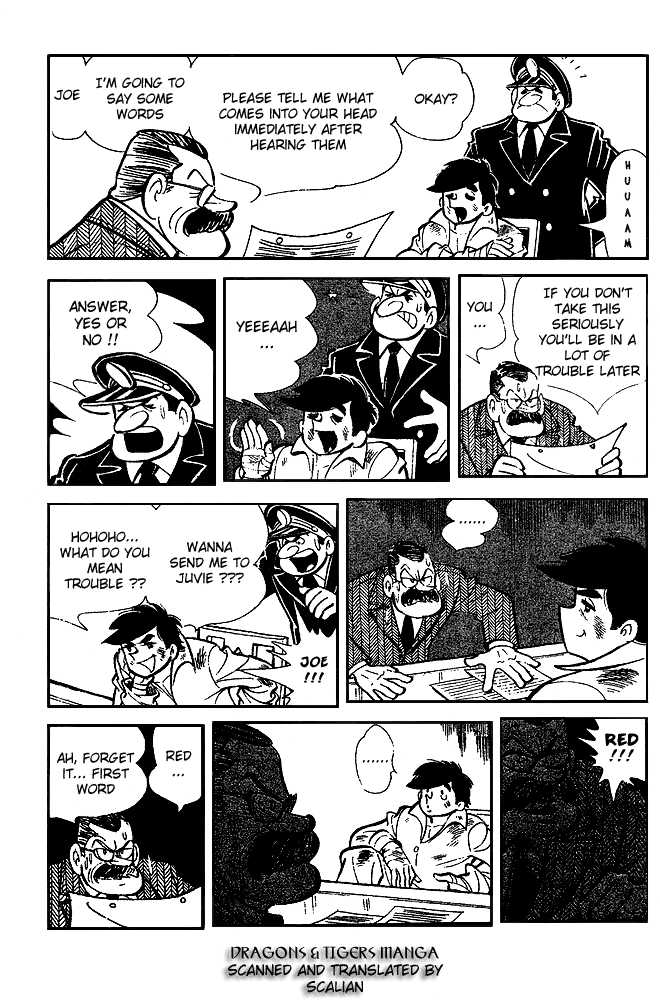 JOE
I'M GOING TO
SAY SOME
WORDS
PLEASE TELL ME WHAT
COMES INTO YOUR HEAD
IMMEDIATELY AFTER
HEARING THEM
OKAY?
HUUAAM
ANSWER,
YES OR
NO !!
YEEEAAH
...
YOU
...
IF YOU DON'T
TAKE THIS
SERIOUSLY
YOU'LL BE IN
A LOT OF
TROUBLE LATER
HOHOHO...
WHAT DO YOU
MEAN
TROUBLE ??
WANNA
SEND ME TO
JUVIE ???
JOE
!!!
......
AH, FORGET
IT... FIRST
WORD
RED
...
......
RED
!!!
DRAGONS & TIGERS MANGA
SCANNED AND TRANSLATED BY
SCALIAN